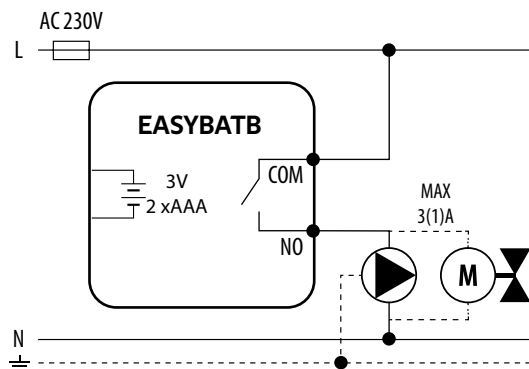 AC 230V
L
EASYBATB
COM
3V
2 xAAA
MAX
3(1)A
NO
M
N